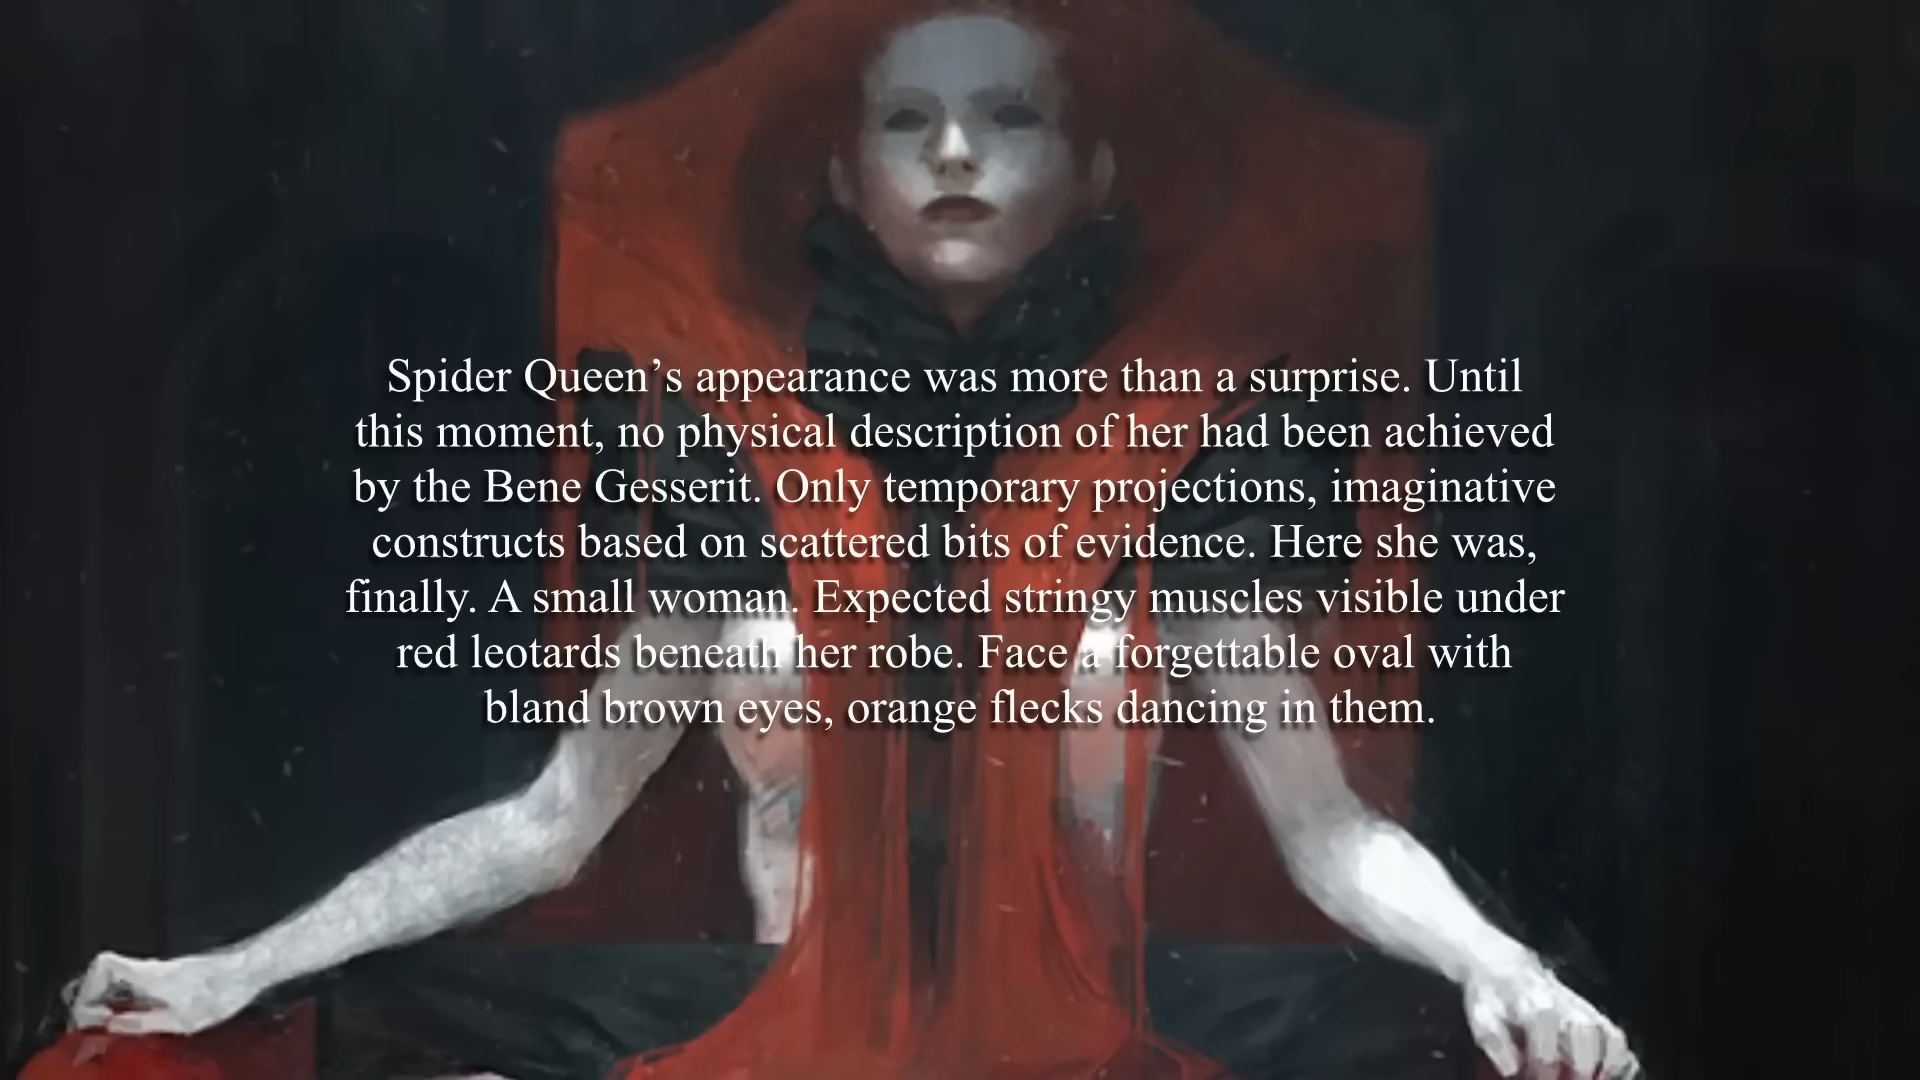 Spider Queen’s appearance was more than a surprise. Until
this moment, no physical description of her had been achieved
by the Bene Gesserit. Only temporary projections, imaginative
constructs based on scattered bits of evidence. Here she was,
finally. A small woman. Expected stringy muscles visible under
red leotards beneath her robe. Face a forgettable oval with
bland brown eyes, orange flecks dancing in them.